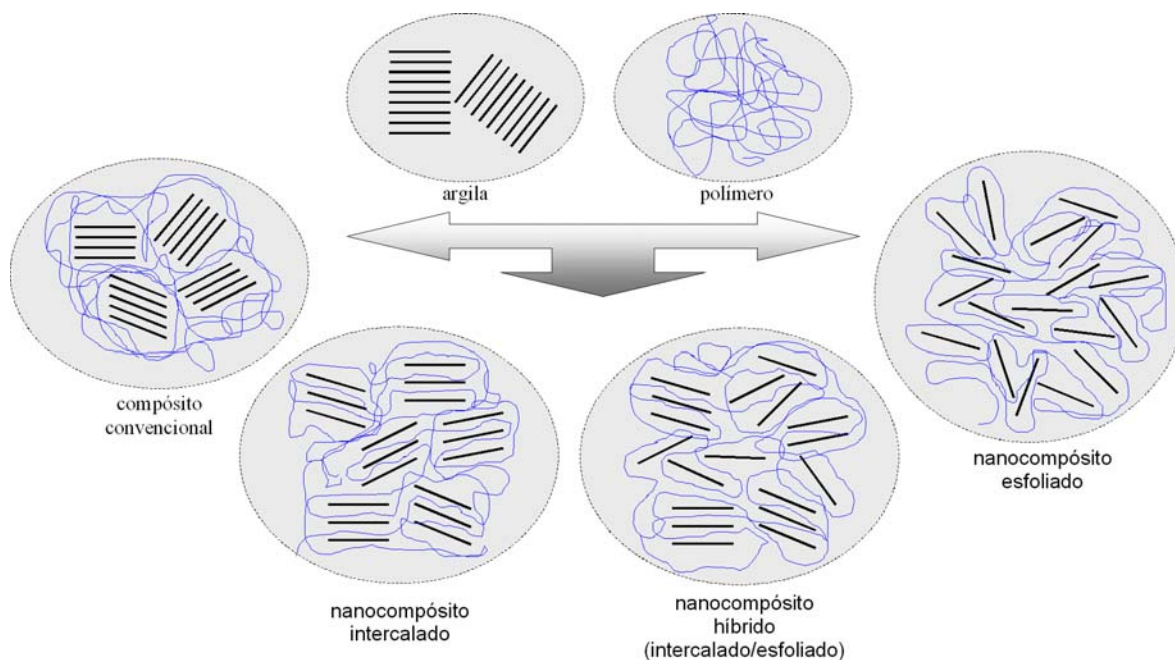 argila
polímero
compósito
convencional
nanocompósito
intercalado
nanocompósito
híbrido
(intercalado/esfoliado)
nanocompósito
esfoliado